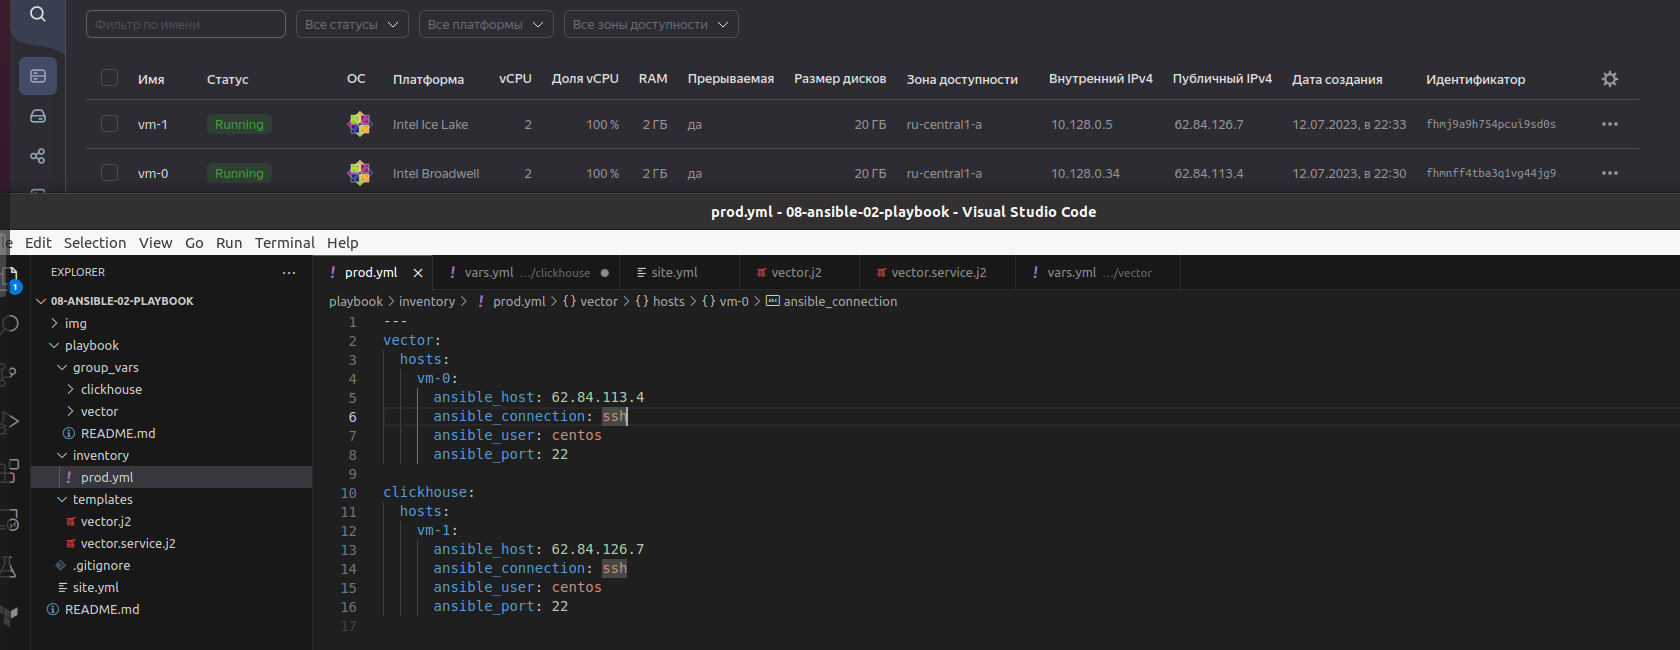 Фильтр по имени Все статусы Все платформы Все зоны доступности
Имя Статус ОС Платформа vCPU Доля vCPU RAM Прерываемая Размер дисков Зона доступности Внутренний IPv4 Публичный IPv4 Дата создания Идентификатор
vm-1 Running Intel Ice Lake 2 100 % 2 ГБ да 20 ГБ ru-central1-a 10.128.0.5 62.84.126.7 12.07.2023, в 22:33 fhmj9a9h754pcui9sd0s
vm-0 Running Intel Broadwell 2 100 % 2 ГБ да 20 ГБ ru-central1-a 10.128.0.34 62.84.113.4 12.07.2023, в 22:30 fhmnff4tba3q1vg44jg9
prod.yml - 08-ansible-02-playbook - Visual Studio Code
le Edit Selection View Go Run Terminal Help
EXPLORER ···
1
08-ANSIBLE-02-PLAYBOOK
img
playbook
group_vars
clickhouse
vector
README.md
inventory
! prod.yml
templates
vector.j2
vector.service.j2
.gitignore
site.yml
README.md
! prod.yml ! vars.yml .../clickhouse site.yml vector.j2 vector.service.j2 ! vars.yml .../vector
playbook > inventory > ! prod.yml > {} vector > {} hosts > {} vm-0 > abc ansible_connection
1 ---
2 vector:
3 hosts:
4 vm-0:
5 ansible_host: 62.84.113.4
6 ansible_connection: ssh
7 ansible_user: centos
8 ansible_port: 22
9
10 clickhouse:
11 hosts:
12 vm-1:
13 ansible_host: 62.84.126.7
14 ansible_connection: ssh
15 ansible_user: centos
16 ansible_port: 22
17